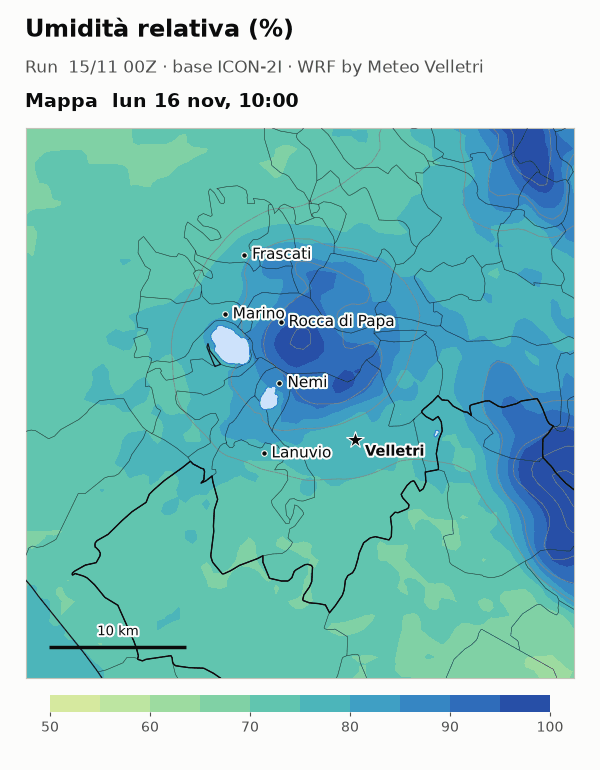 Umidità relativa (%)
Run  15/11 00Z · base ICON-2I · WRF by Meteo Velletri
Mappa  lun 16 nov, 10:00
Frascati
Marino
Rocca di Papa
Nemi
Velletri
Lanuvio
10 km
50 60 70 80 90 100